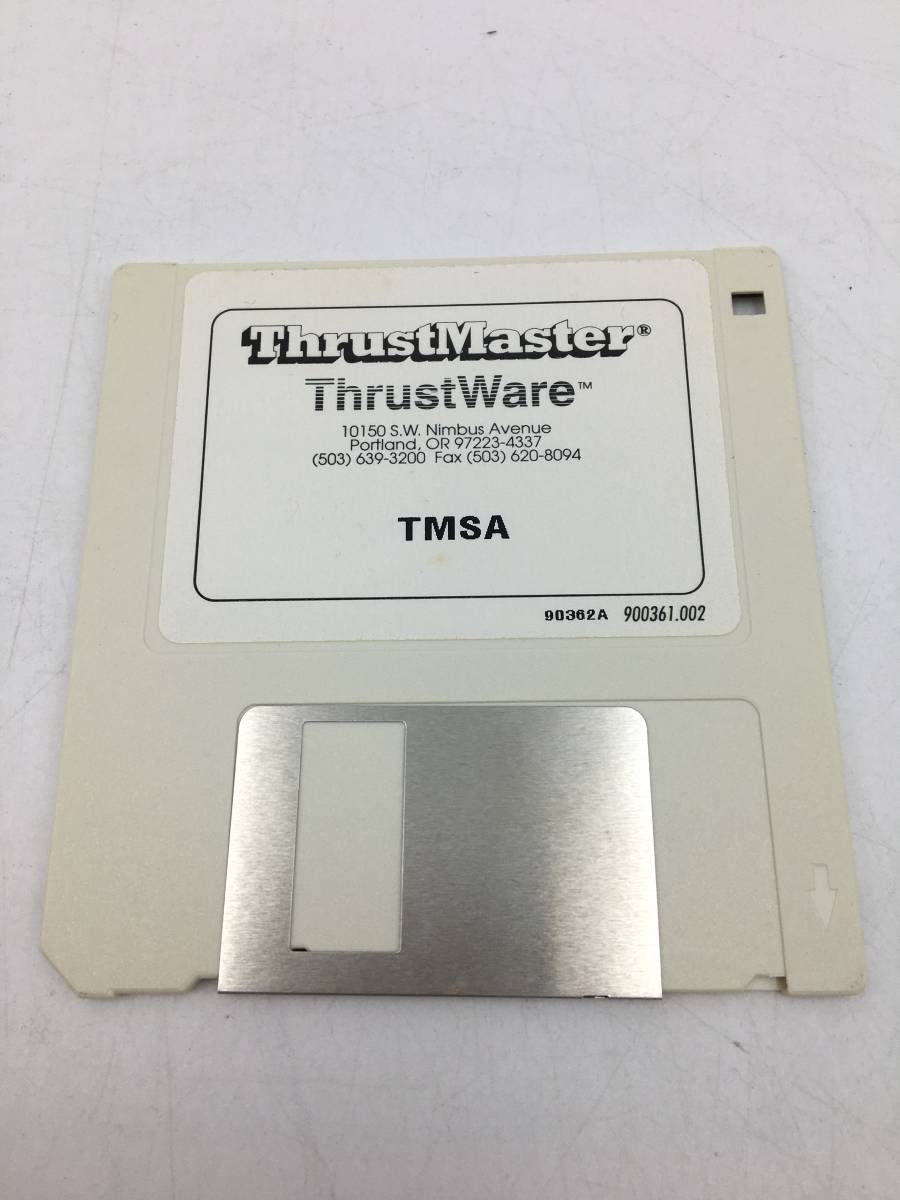 ThrustMaster®
ThrustWare™
10150 S.W. Nimbus Avenue
Portland, OR 97223-4337
(503) 639-3200 Fax (503) 620-8094
TMSA
90362A 900361.002